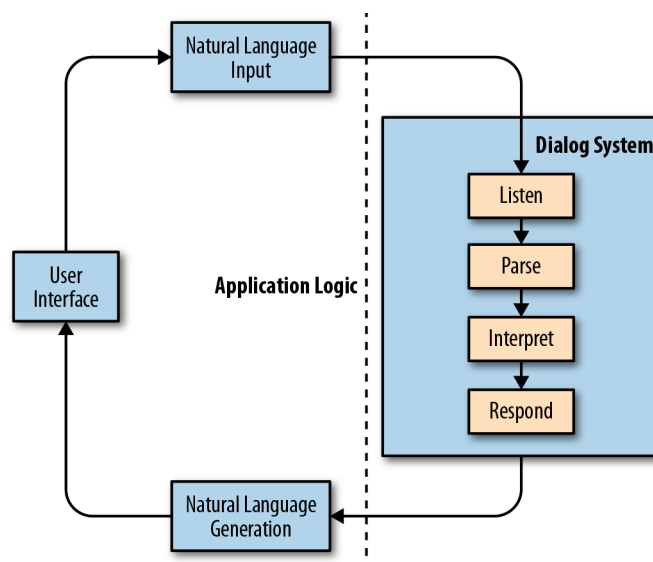 Natural Language
Input
Dialog System
Listen
Parse
User
Interface
Application Logic
Interpret
Respond
Natural Language
Generation